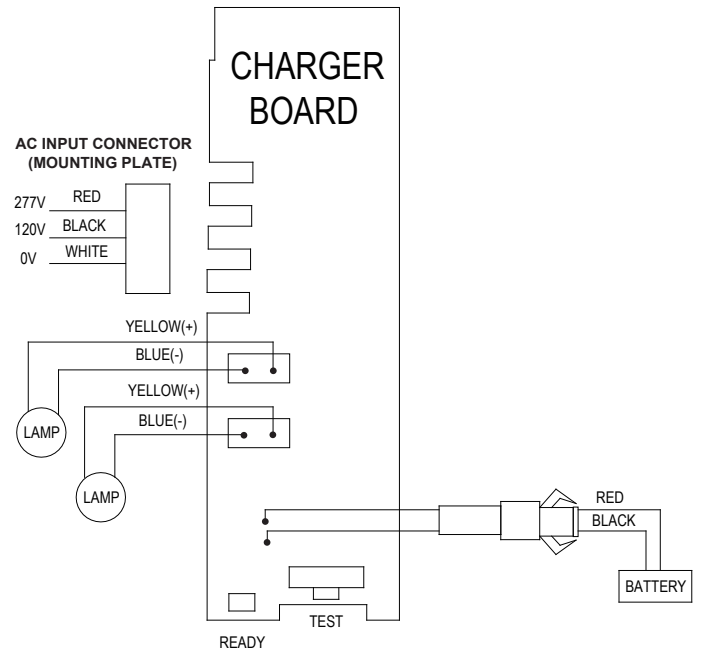 CHARGER
BOARD
AC INPUT CONNECTOR
(MOUNTING PLATE)
277V RED
120V BLACK
0V WHITE
YELLOW(+)
BLUE(-)
YELLOW(+)
BLUE(-)
LAMP
LAMP
RED
BLACK
BATTERY
TEST
READY